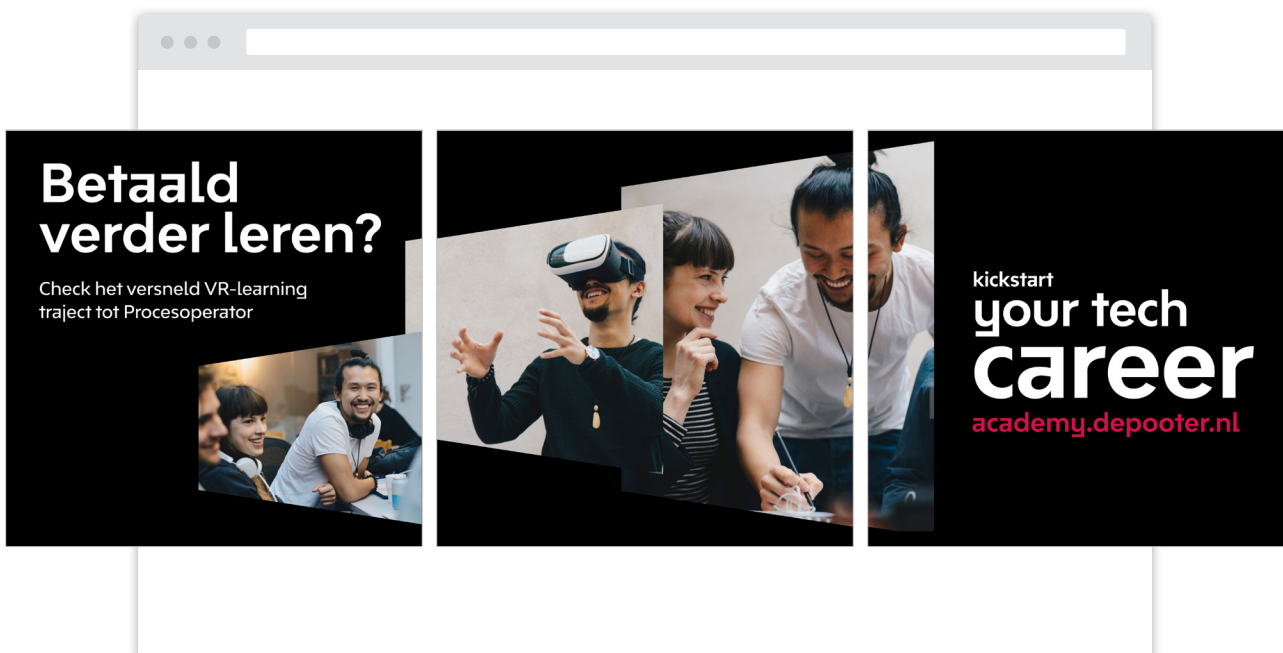 Betaald
verder leren?
Check het versneld VR-learning
traject tot Procesoperator
kickstart
your tech
career
academy.depooter.nl